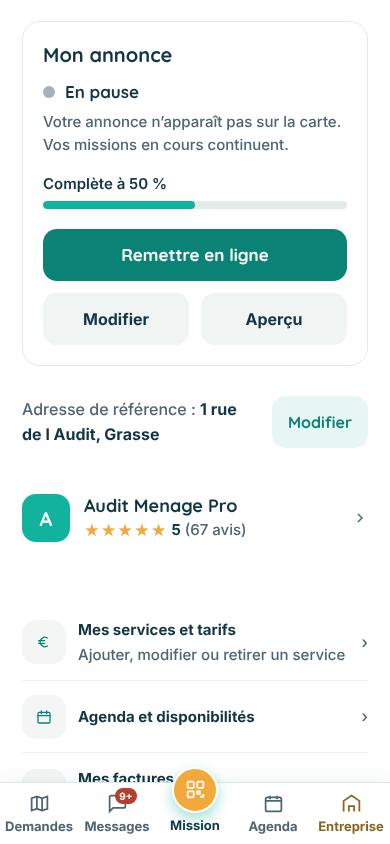 Mon annonce
En pause
Votre annonce n’apparaît pas sur la carte.
Vos missions en cours continuent.
Complète à 50 %
Remettre en ligne
Modifier
Aperçu
Adresse de référence : 1 rue
de l Audit, Grasse
Modifier
A
Audit Menage Pro
★★★★★ 5 (67 avis)
Mes services et tarifs
Ajouter, modifier ou retirer un service
Agenda et disponibilités
Mes factures
9+
Demandes
Messages
Mission
Agenda
Entreprise